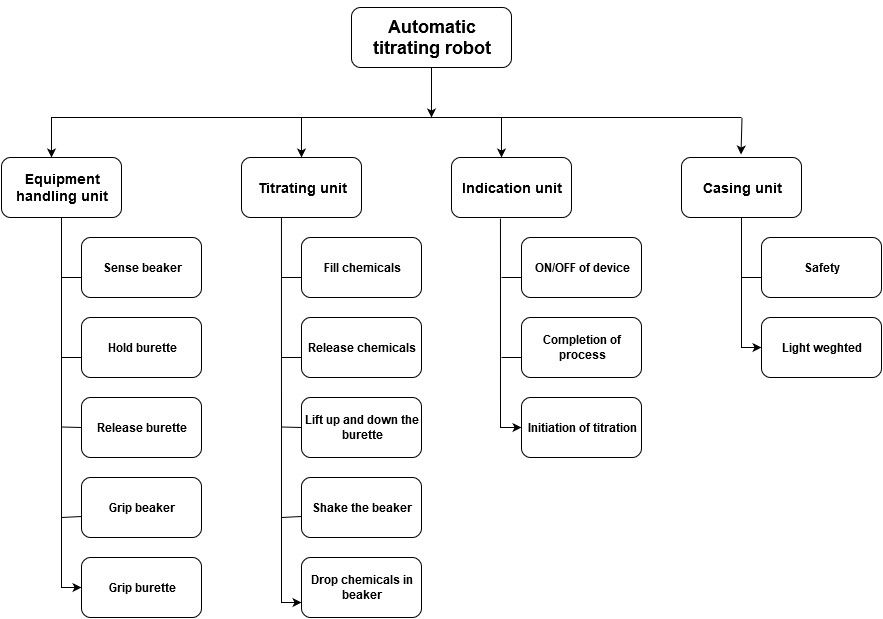 Automatic
titrating robot
Equipment
handling unit
Titrating unit
Indication unit
Casing unit
Sense beaker
Fill chemicals
ON/OFF of device
Safety
Hold burette
Release chemicals
Completion of
process
Light weghted
Release burette
Lift up and down the
burette
Initiation of titration
Grip beaker
Shake the beaker
Grip burette
Drop chemicals in
beaker